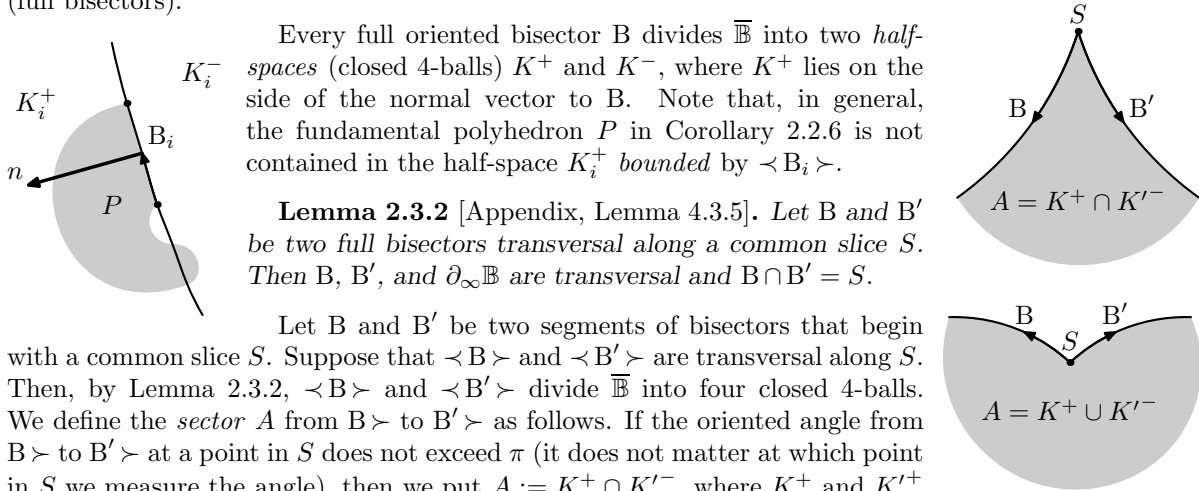 (full bisectors).
Every full oriented bisector B divides 𝔹̅ into two half-
spaces (closed 4-balls) K⁺ and K⁻, where K⁺ lies on the
side of the normal vector to B. Note that, in general,
the fundamental polyhedron P in Corollary 2.2.6 is not
contained in the half-space Kᵢ⁺ bounded by ≺Bᵢ≻.
Lemma 2.3.2 [Appendix, Lemma 4.3.5]. Let B and B′
be two full bisectors transversal along a common slice S.
Then B, B′, and ∂∞𝔹 are transversal and B∩B′ = S.
Let B and B′ be two segments of bisectors that begin
with a common slice S. Suppose that ≺B≻ and ≺B′≻ are transversal along S.
Then, by Lemma 2.3.2, ≺B≻ and ≺B′≻ divide 𝔹̅ into four closed 4-balls.
We define the sector A from B≻ to B′≻ as follows. If the oriented angle from
B≻ to B′≻ at a point in S does not exceed π (it does not matter at which point
in S we measure the angle), then we put A := K⁺ ∩ K′⁻, where K⁺ and K′⁺
Kᵢ⁻
Kᵢ⁺
Bᵢ
n
P
S
B
B′
A = K⁺ ∩ K′⁻
B
B′
S
A = K⁺ ∪ K′⁻